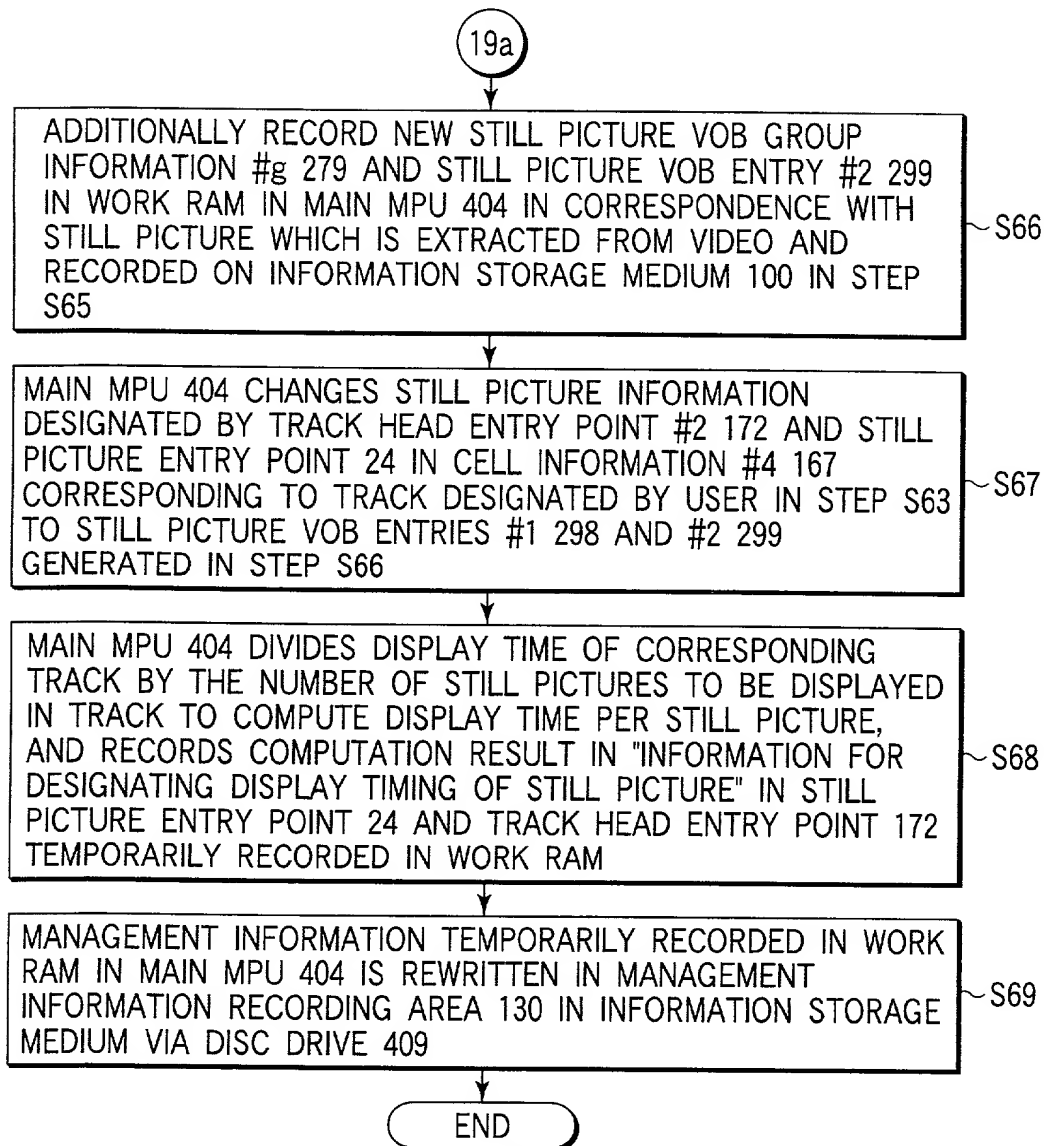 19a
ADDITIONALLY RECORD NEW STILL PICTURE VOB GROUP
INFORMATION #g 279 AND STILL PICTURE VOB ENTRY #2 299
IN WORK RAM IN MAIN MPU 404 IN CORRESPONDENCE WITH
STILL PICTURE WHICH IS EXTRACTED FROM VIDEO AND
RECORDED ON INFORMATION STORAGE MEDIUM 100 IN STEP
S65
S66
MAIN MPU 404 CHANGES STILL PICTURE INFORMATION
DESIGNATED BY TRACK HEAD ENTRY POINT #2 172 AND STILL
PICTURE ENTRY POINT 24 IN CELL INFORMATION #4 167
CORRESPONDING TO TRACK DESIGNATED BY USER IN STEP S63
TO STILL PICTURE VOB ENTRIES #1 298 AND #2 299
GENERATED IN STEP S66
S67
MAIN MPU 404 DIVIDES DISPLAY TIME OF CORRESPONDING
TRACK BY THE NUMBER OF STILL PICTURES TO BE DISPLAYED
IN TRACK TO COMPUTE DISPLAY TIME PER STILL PICTURE,
AND RECORDS COMPUTATION RESULT IN "INFORMATION FOR
DESIGNATING DISPLAY TIMING OF STILL PICTURE" IN STILL
PICTURE ENTRY POINT 24 AND TRACK HEAD ENTRY POINT 172
TEMPORARILY RECORDED IN WORK RAM
S68
MANAGEMENT INFORMATION TEMPORARILY RECORDED IN WORK
RAM IN MAIN MPU 404 IS REWRITTEN IN MANAGEMENT
INFORMATION RECORDING AREA 130 IN INFORMATION STORAGE
MEDIUM VIA DISC DRIVE 409
S69
END